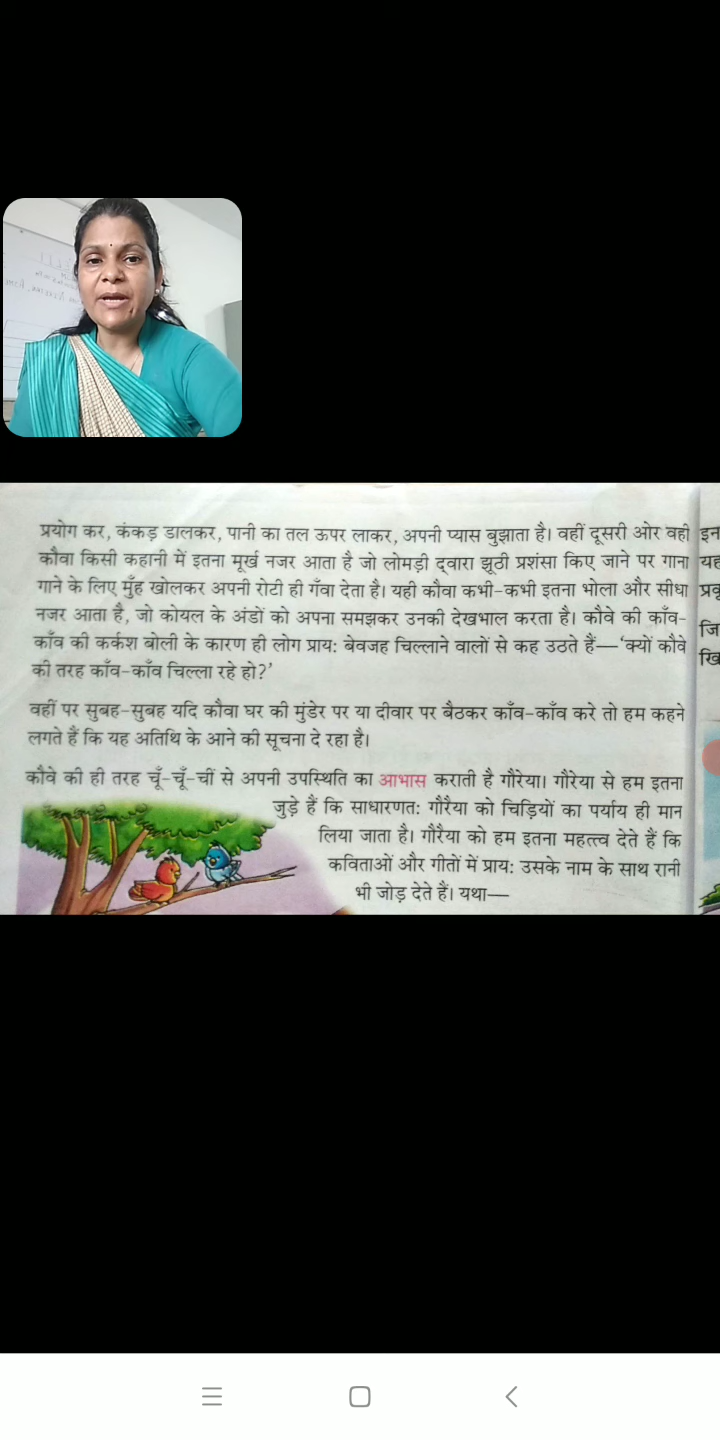 प्रयोग कर, कंकड़ डालकर, पानी का तल ऊपर लाकर, अपनी प्यास बुझाता है। वहीं दूसरी ओर वही
कौवा किसी कहानी में इतना मूर्ख नजर आता है जो लोमड़ी द्वारा झूठी प्रशंसा किए जाने पर गाना
गाने के लिए मुँह खोलकर अपनी रोटी ही गँवा देता है। यही कौवा कभी-कभी इतना भोला और सीधा
नजर आता है, जो कोयल के अंडों को अपना समझकर उनकी देखभाल करता है। कौवे की काँव-
काँव की कर्कश बोली के कारण ही लोग प्राय: बेवजह चिल्लाने वालों से कह उठते हैं—‘क्यों कौवे
की तरह काँव-काँव चिल्ला रहे हो?’
वहीं पर सुबह-सुबह यदि कौवा घर की मुंडेर पर या दीवार पर बैठकर काँव-काँव करे तो हम कहने
लगते हैं कि यह अतिथि के आने की सूचना दे रहा है।
कौवे की ही तरह चूँ-चूँ-चीं से अपनी उपस्थिति का आभास कराती है गौरेया। गौरेया से हम इतना
जुड़े हैं कि साधारणत: गौरैया को चिड़ियों का पर्याय ही मान
लिया जाता है। गौरैया को हम इतना महत्त्व देते हैं कि
कविताओं और गीतों में प्राय: उसके नाम के साथ रानी
भी जोड़ देते हैं। यथा—
इन
यह
जि